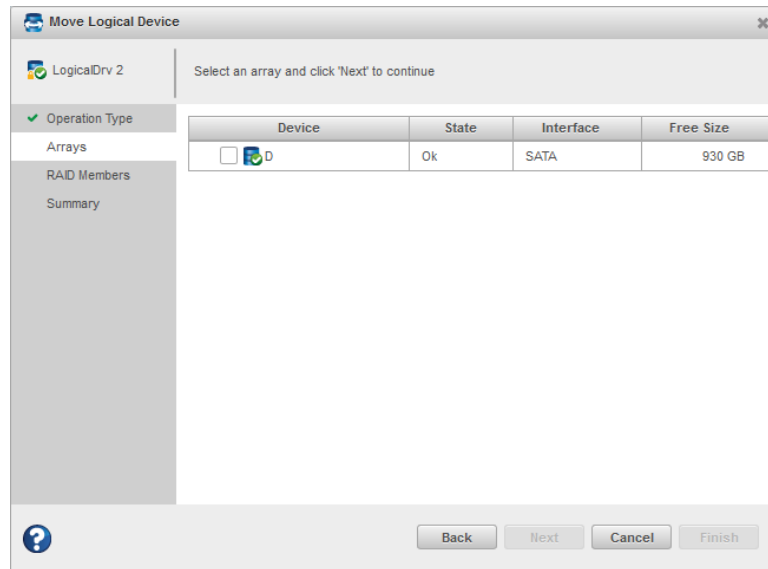 Move Logical Device
LogicalDrv 2
Select an array and click 'Next' to continue
Operation Type
Arrays
RAID Members
Summary
Device State Interface Free Size
D Ok SATA 930 GB
? Back Next Cancel Finish